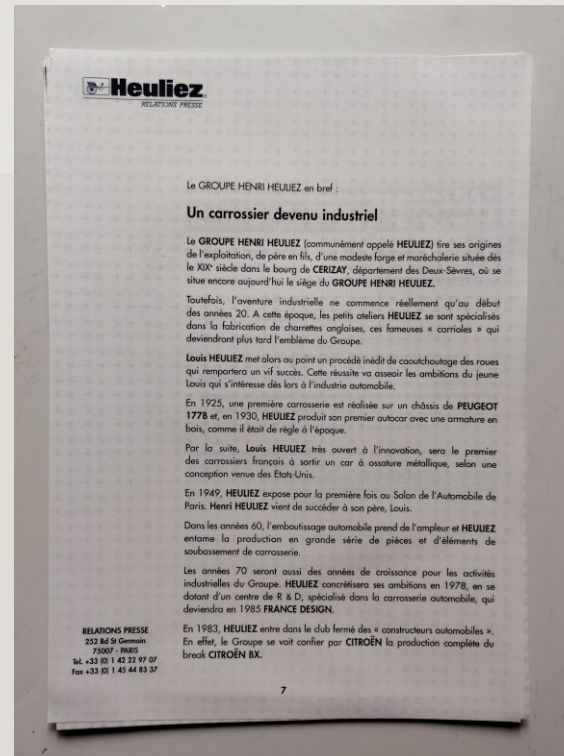 Heuliez
RELATIONS PRESSE
Le GROUPE HENRI HEULIEZ en bref :
Un carrossier devenu industriel
Le GROUPE HENRI HEULIEZ (communément appelé HEULIEZ) tire ses origines
de l'exploitation, de père en fils, d'une modeste forge et maréchalerie située dès
le XIXe siècle dans le bourg de CERIZAY, département des Deux-Sèvres, où se
situe encore aujourd'hui le siège du GROUPE HENRI HEULIEZ.
Toutefois, l'aventure industrielle ne commence réellement qu'au début
des années 20. A cette époque, les petits ateliers HEULIEZ se sont spécialisés
dans la fabrication de charrettes anglaises, ces fameuses « carrioles » qui
deviendront plus tard l'emblème du Groupe.
Louis HEULIEZ met alors au point un procédé inédit de caoutchoutage des roues
qui remportera un vif succès. Cette réussite va asseoir les ambitions du jeune
Louis qui s'intéresse dès lors à l'industrie automobile.
En 1925, une première carrosserie est réalisée sur un châssis de PEUGEOT
177B et, en 1930, HEULIEZ produit son premier autocar avec une armature en
bois, comme il était de règle à l'époque.
Par la suite, Louis HEULIEZ très ouvert à l'innovation, sera le premier
des carrossiers français à sortir un car à ossature métallique, selon une
conception venue des Etats-Unis.
En 1949, HEULIEZ expose pour la première fois au Salon de l'Automobile de
Paris. Henri HEULIEZ vient de succéder à son père, Louis.
Dans les années 60, l'emboutissage automobile prend de l'ampleur et HEULIEZ
entame la production en grande série de pièces et d'éléments de
soubassement de carrosserie.
Les années 70 seront aussi des années de croissance pour les activités
industrielles du Groupe. HEULIEZ concrétisera ses ambitions en 1978, en se
dotant d'un centre de R & D, spécialisé dans la carrosserie automobile, qui
deviendra en 1985 FRANCE DESIGN.
En 1983, HEULIEZ entre dans le club fermé des « constructeurs automobiles ».
En effet, le Groupe se voit confier par CITROËN la production complète du
break CITROËN BX.
RELATIONS PRESSE
252 Bd St Germain
75007 - PARIS
Tel. +33 (0) 1 42 22 97 07
Fax +33 (0) 1 45 44 83 37
7